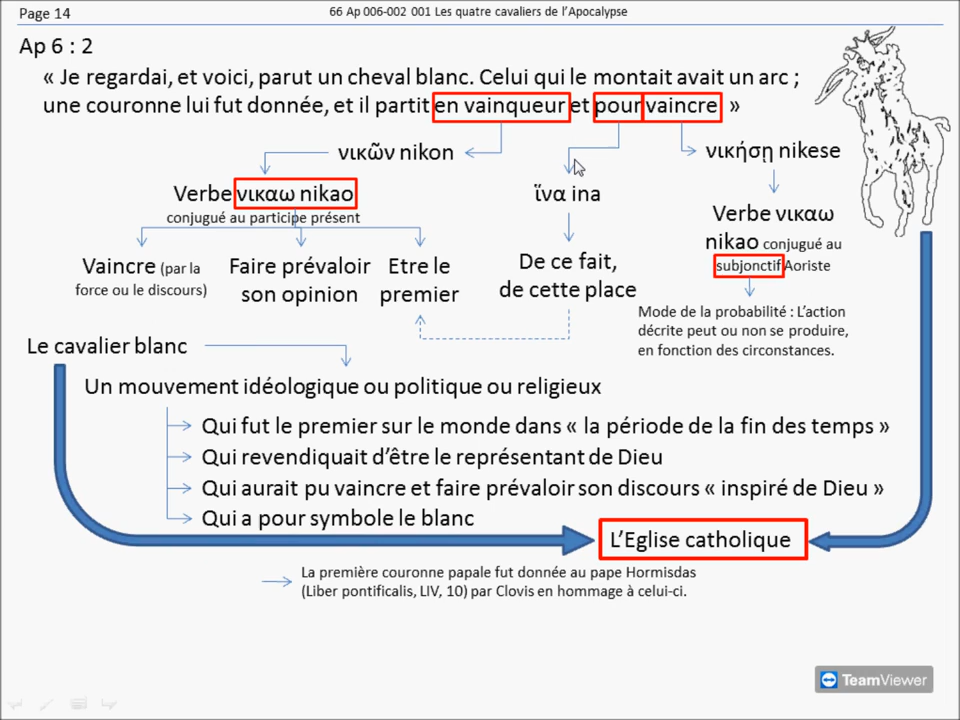 Page 14
66 Ap 006-002 001 Les quatre cavaliers de l'Apocalypse
Ap 6 : 2
« Je regardai, et voici, parut un cheval blanc. Celui qui le montait avait un arc ;
une couronne lui fut donnée, et il partit en vainqueur et pour vaincre »
νικῶν nikon
ἵνα ina
νικήσῃ nikese
Verbe νικαω nikao
conjugué au participe présent
Vaincre (par la
force ou le discours)
Faire prévaloir
son opinion
Etre le
premier
De ce fait,
de cette place
Verbe νικαω
nikao conjugué au
subjonctif Aoriste
Mode de la probabilité : L'action
décrite peut ou non se produire,
en fonction des circonstances.
Le cavalier blanc
Un mouvement idéologique ou politique ou religieux
Qui fut le premier sur le monde dans « la période de la fin des temps »
Qui revendiquait d'être le représentant de Dieu
Qui aurait pu vaincre et faire prévaloir son discours « inspiré de Dieu »
Qui a pour symbole le blanc
L'Eglise catholique
La première couronne papale fut donnée au pape Hormisdas
(Liber pontificalis, LIV, 10) par Clovis en hommage à celui-ci.
TeamViewer